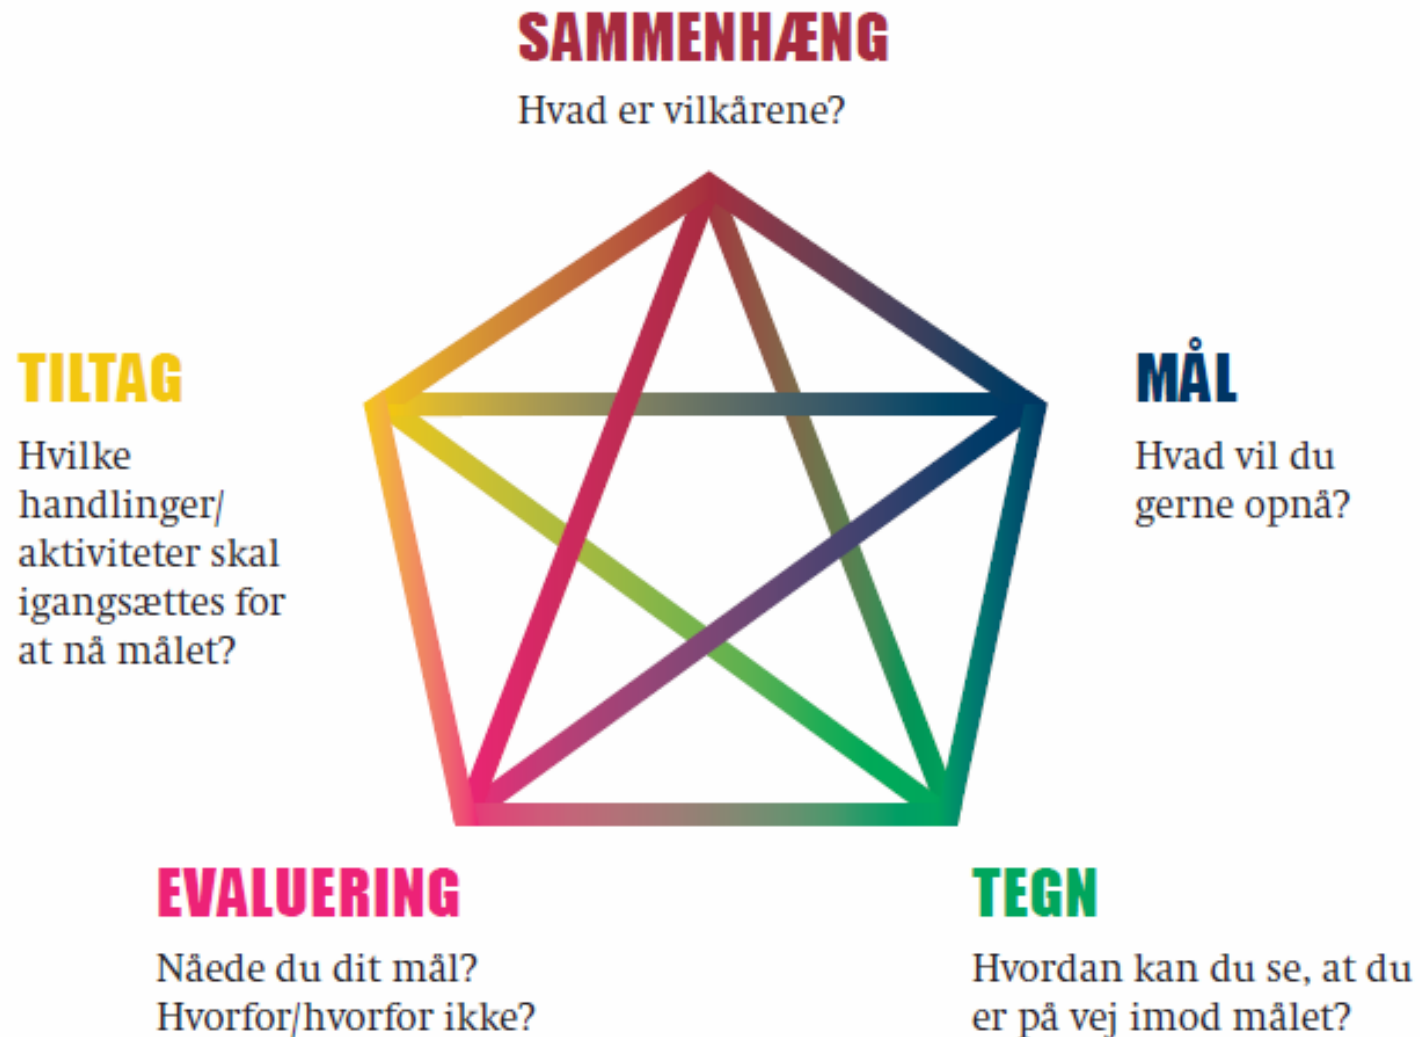 SAMMENHÆNG
Hvad er vilkårene?
TILTAG
Hvilke
handlinger/
aktiviteter skal
igangsættes for
at nå målet?
MÅL
Hvad vil du
gerne opnå?
EVALUERING
Nåede du dit mål?
Hvorfor/hvorfor ikke?
TEGN
Hvordan kan du se, at du
er på vej imod målet?